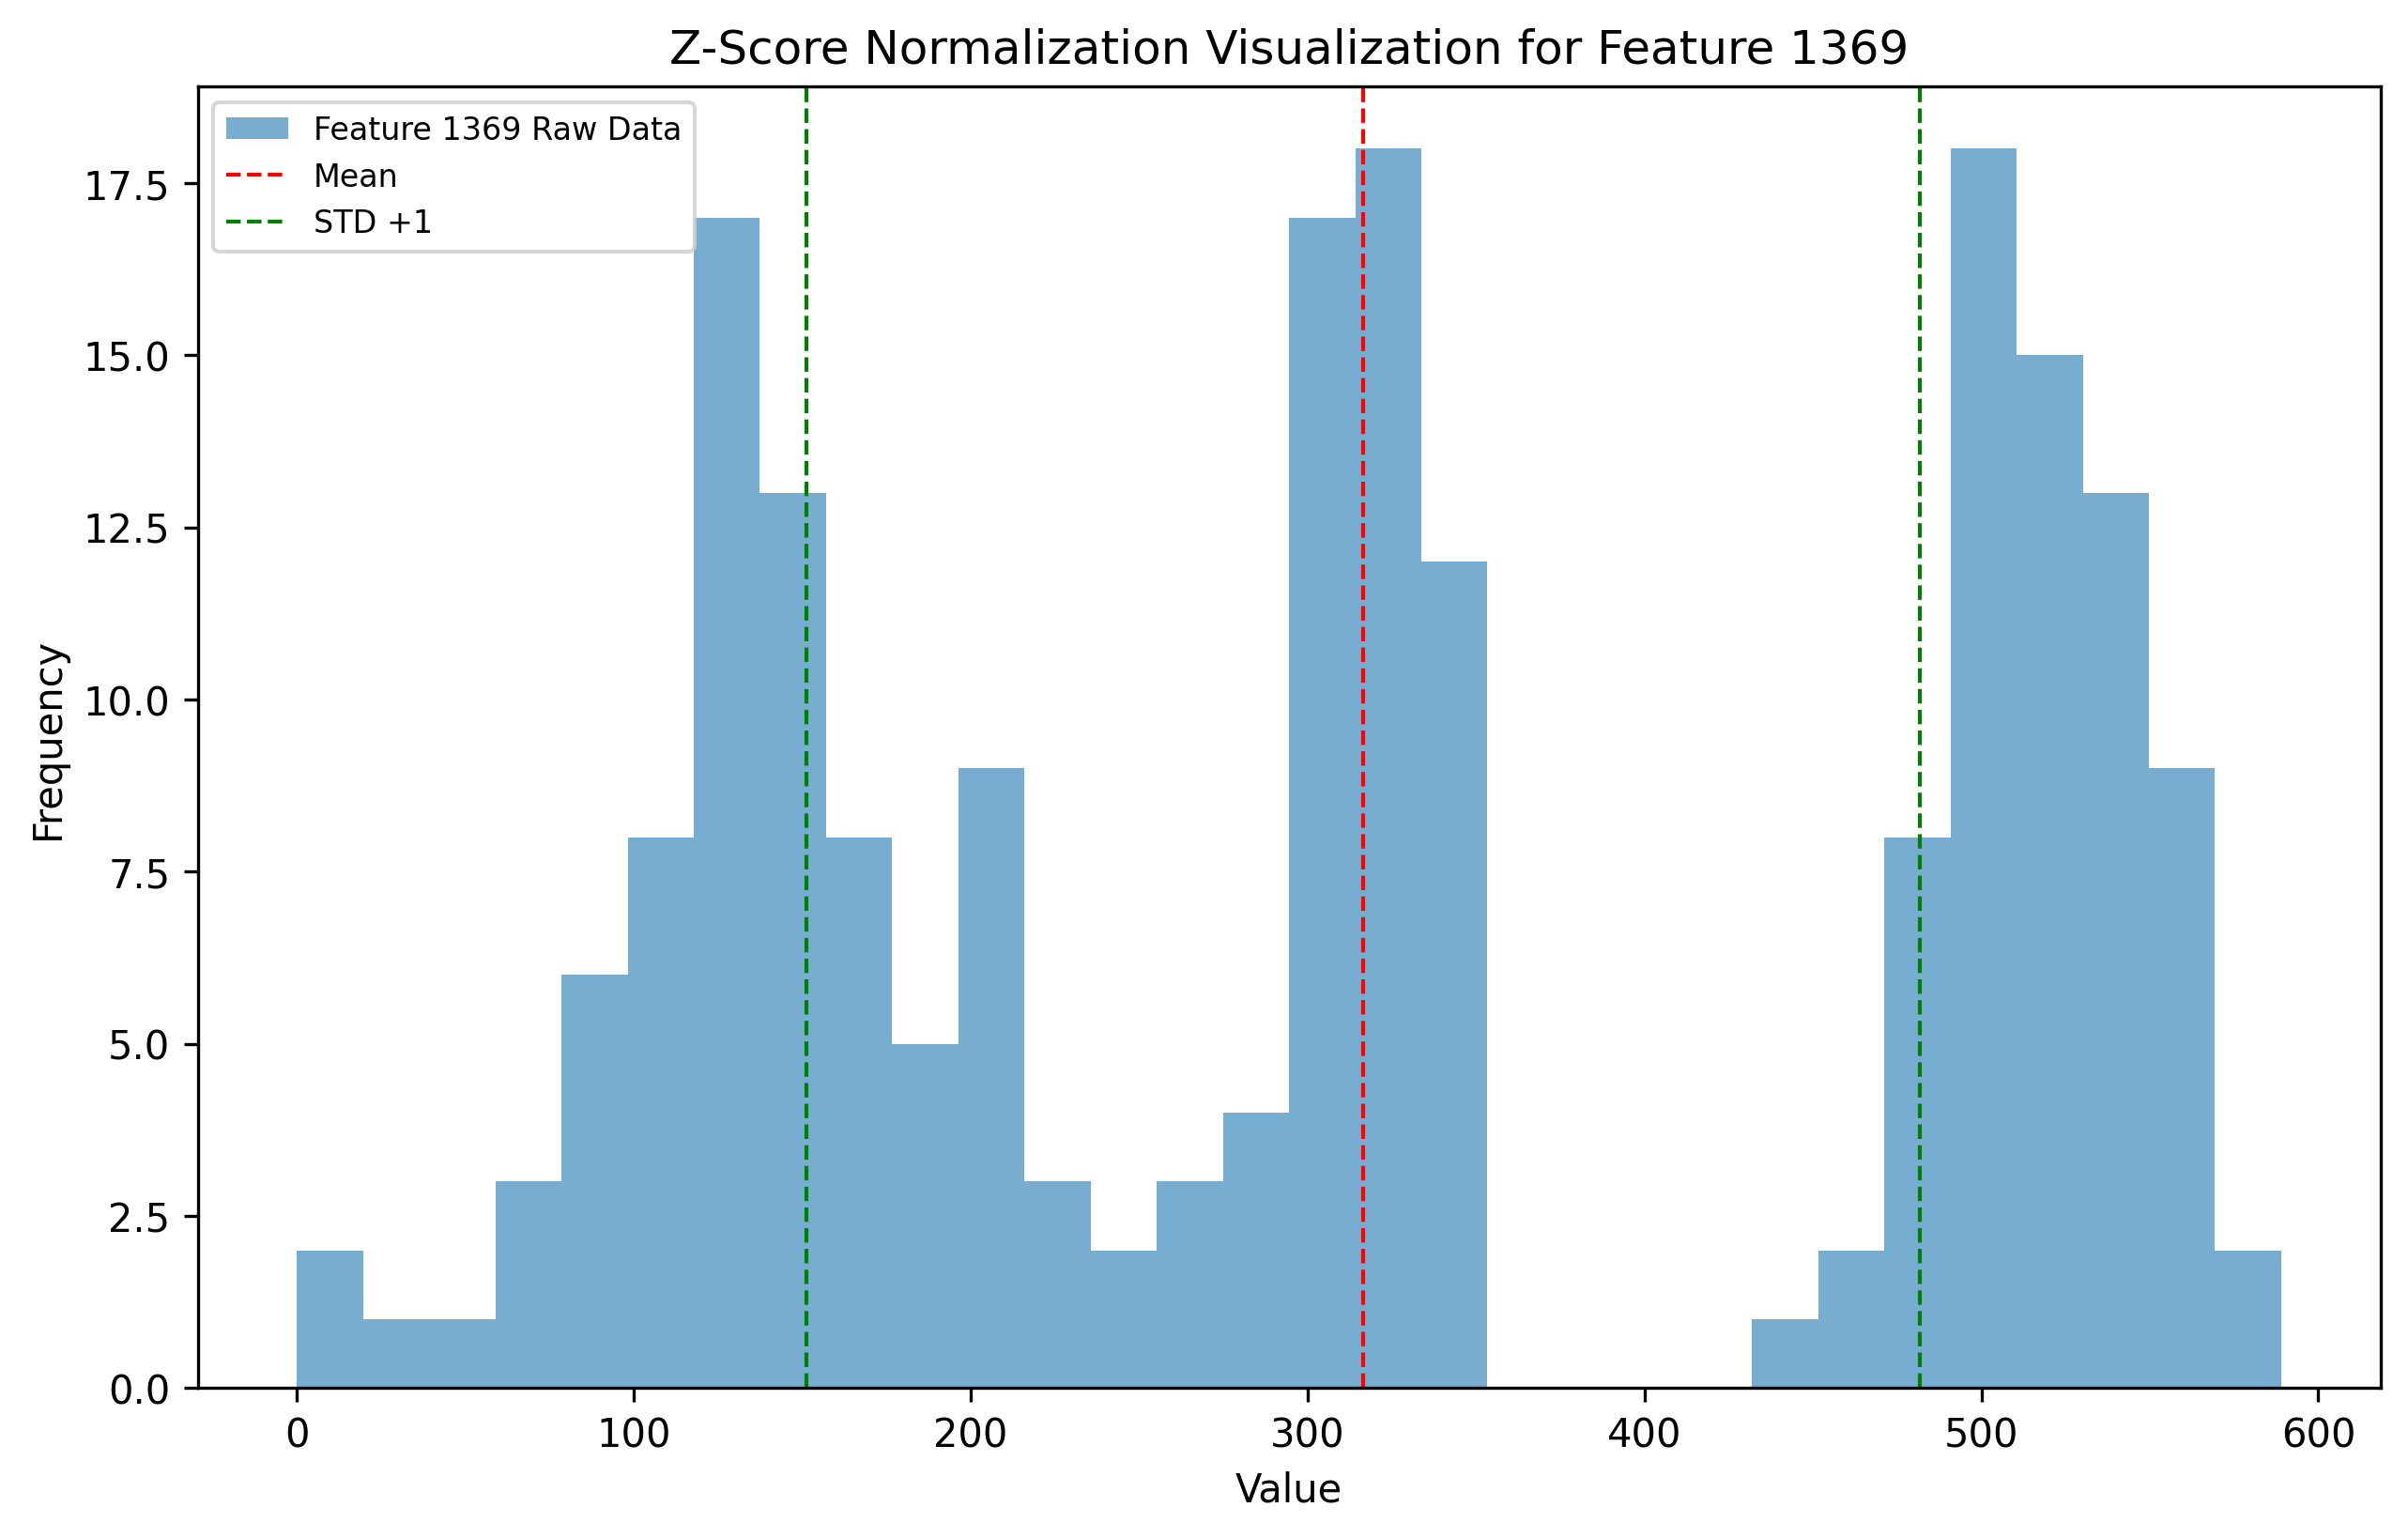 Z-Score Normalization Visualization for Feature 1369
Feature 1369 Raw Data
Mean
STD +1
17.5
15.0
12.5
10.0
7.5
5.0
2.5
0.0
Frequency
0 100 200 300 400 500 600
Value